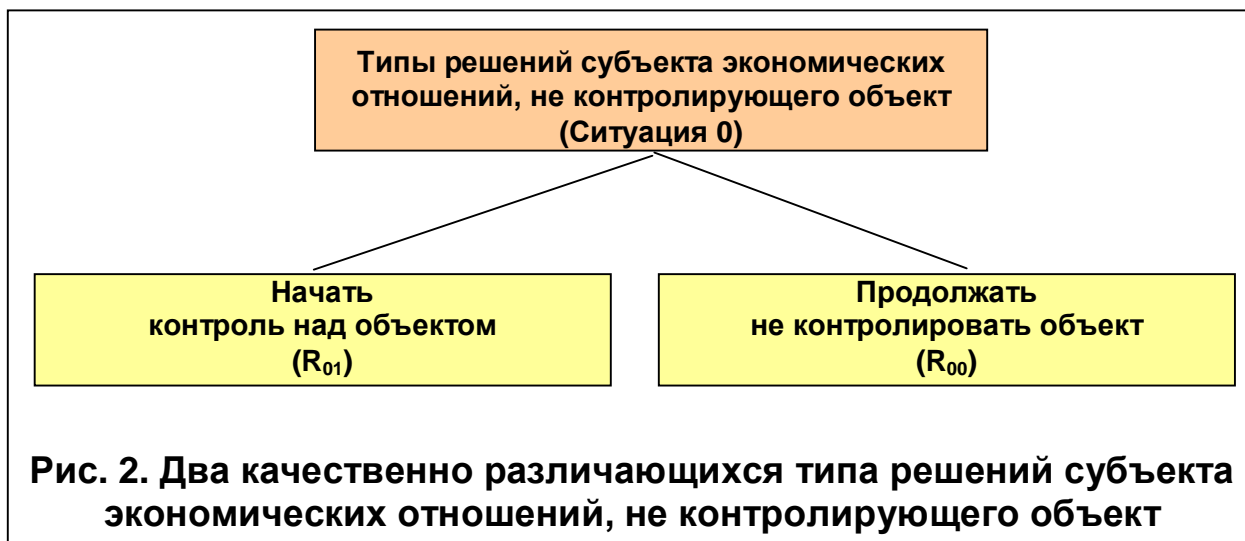 Типы решений субъекта экономических
отношений, не контролирующего объект
(Ситуация 0)
Начать
контроль над объектом
(R₀₁)
Продолжать
не контролировать объект
(R₀₀)
Рис. 2. Два качественно различающихся типа решений субъекта
экономических отношений, не контролирующего объект